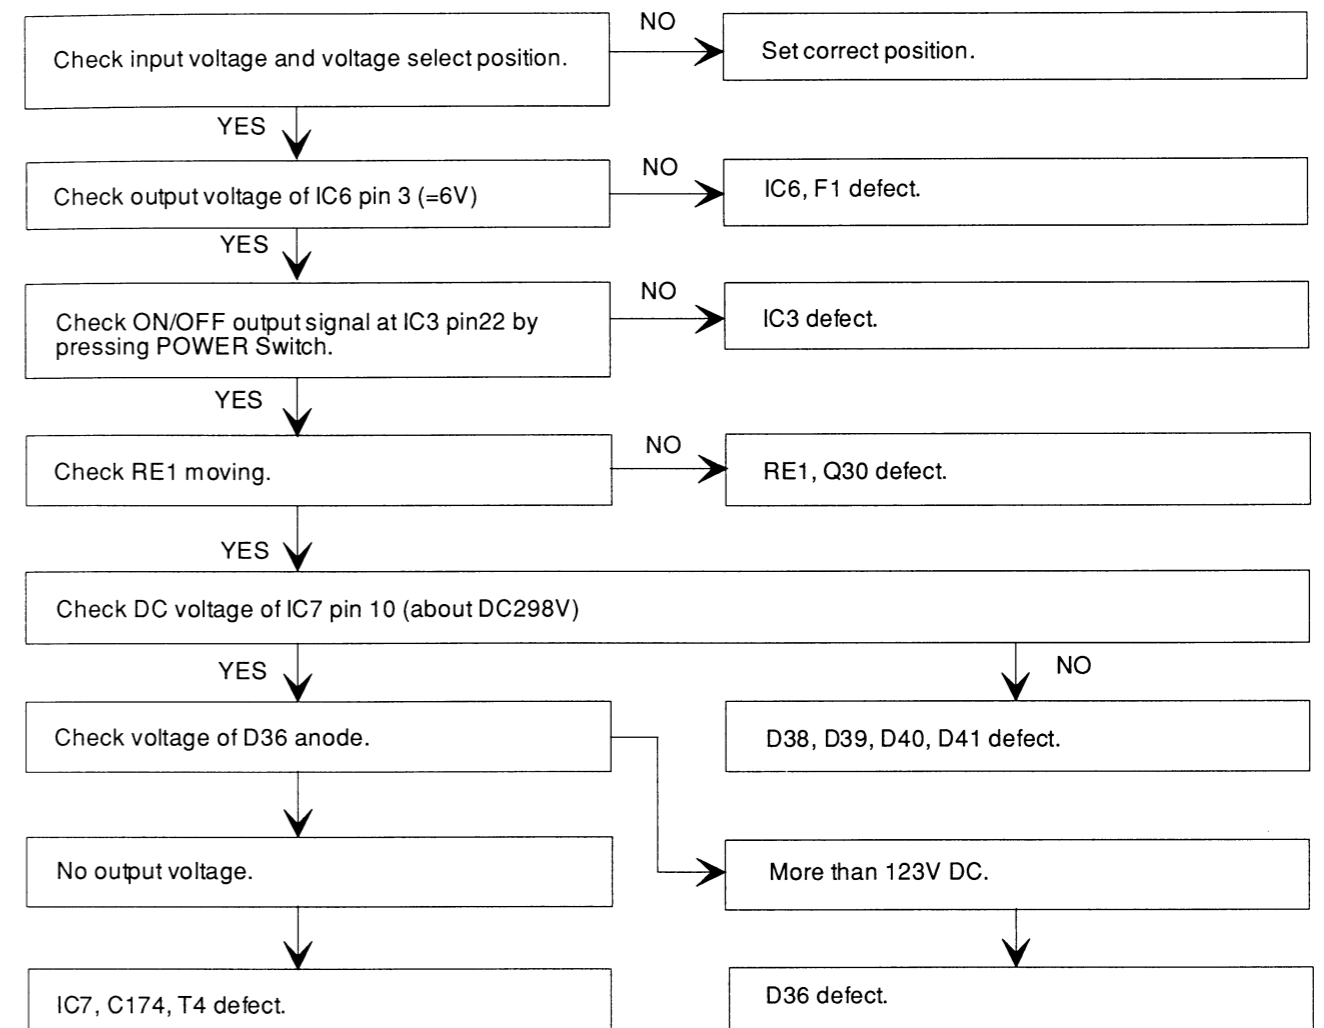 NO
Check input voltage and voltage select position.
Set correct position.
YES
NO
Check output voltage of IC6 pin 3 (=6V)
IC6, F1 defect.
YES
NO
Check ON/OFF output signal at IC3 pin22 by
pressing POWER Switch.
IC3 defect.
YES
NO
Check RE1 moving.
RE1, Q30 defect.
YES
Check DC voltage of IC7 pin 10 (about DC298V)
YES
NO
Check voltage of D36 anode.
D38, D39, D40, D41 defect.
No output voltage.
More than 123V DC.
IC7, C174, T4 defect.
D36 defect.